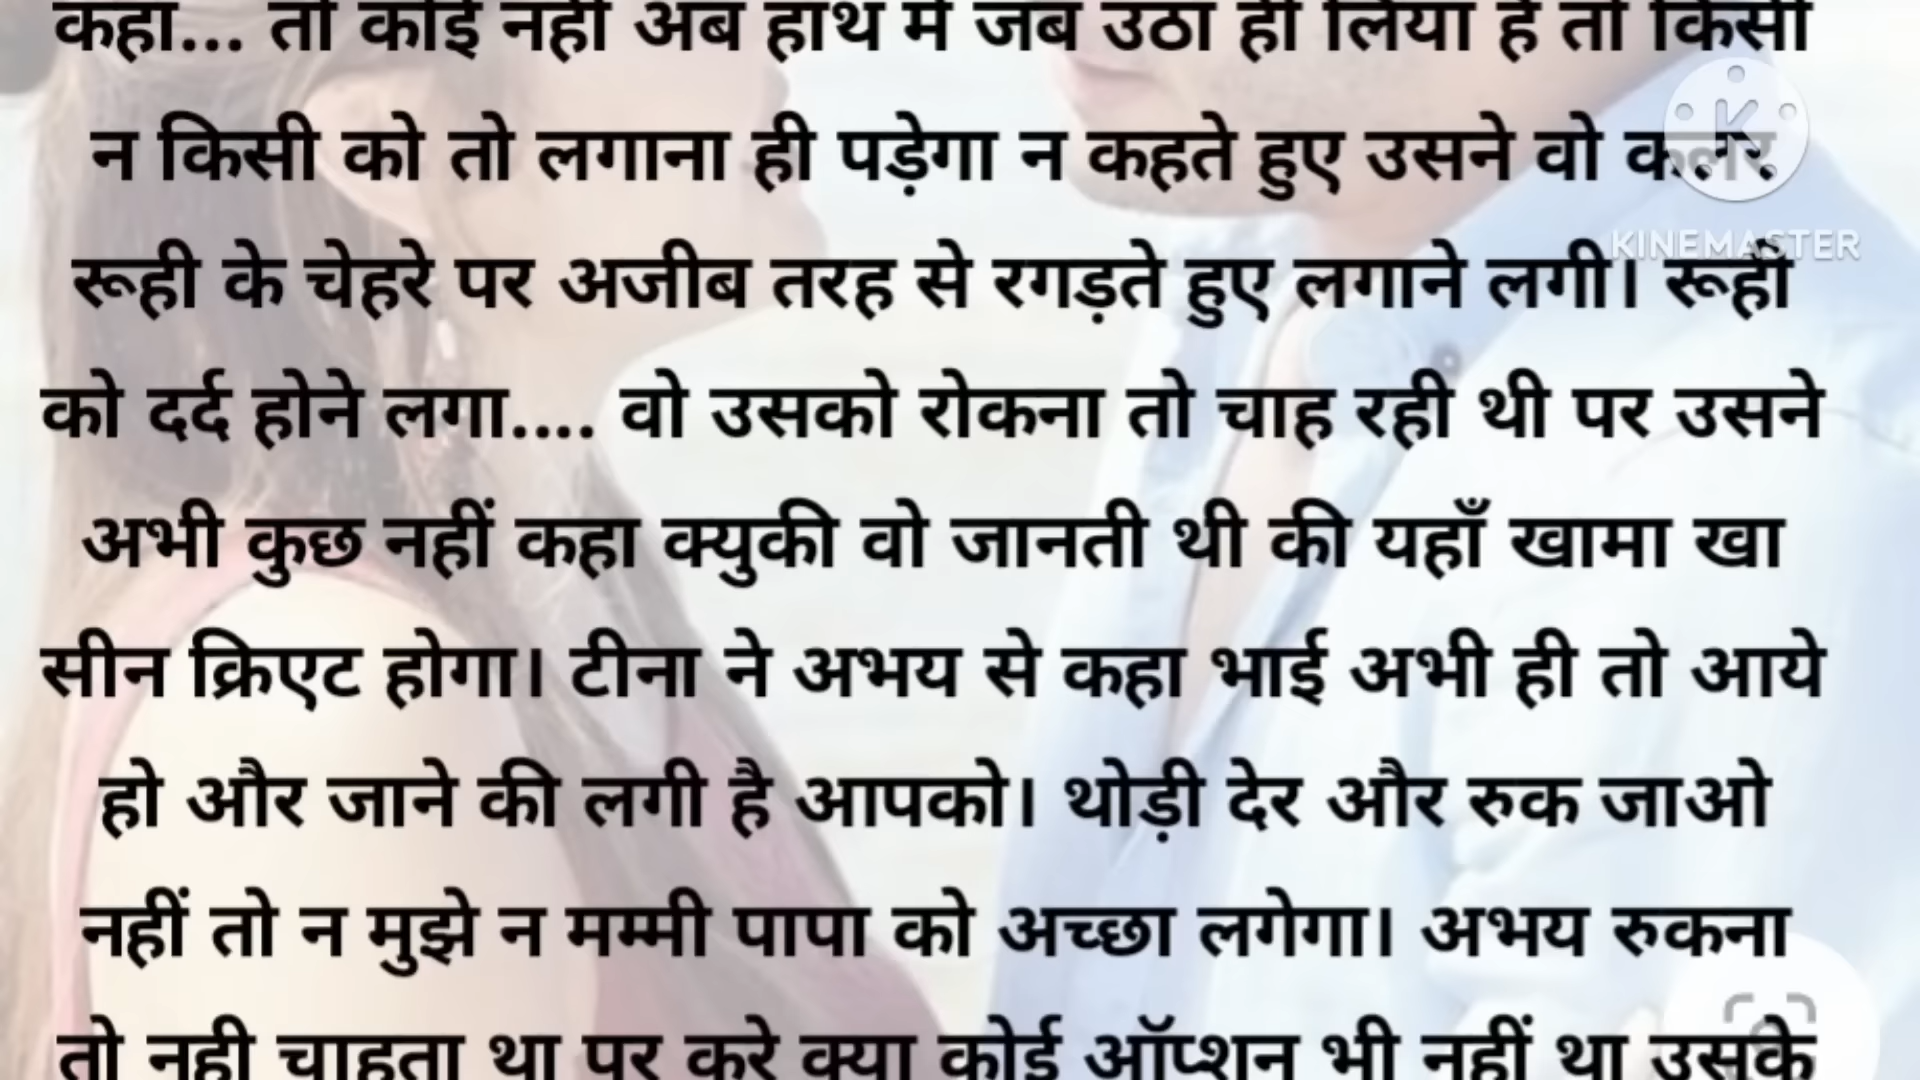 कहा... तो कोई नहीं अब हाथ में जब उठा ही लिया है तो किसी
न किसी को तो लगाना ही पड़ेगा न कहते हुए उसने वो कलर
K
रूही के चेहरे पर अजीब तरह से रगड़ते हुए लगाने लगी। रूही
KINEMASTER
को दर्द होने लगा.... वो उसको रोकना तो चाह रही थी पर उसने
अभी कुछ नहीं कहा क्युकी वो जानती थी की यहाँ खामा खा
सीन क्रिएट होगा। टीना ने अभय से कहा भाई अभी ही तो आये
हो और जाने की लगी है आपको। थोड़ी देर और रुक जाओ
नहीं तो न मुझे न मम्मी पापा को अच्छा लगेगा। अभय रुकना
तो नही चाहता था पर करे क्या कोई ऑप्शन भी नहीं था उसके